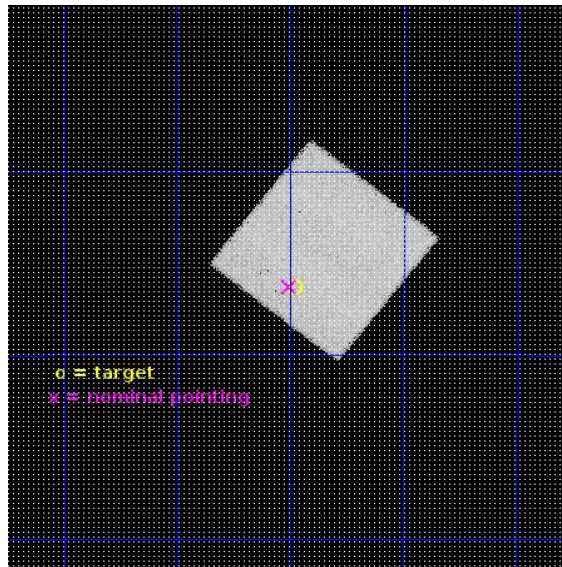 o = target
x = nominal pointing